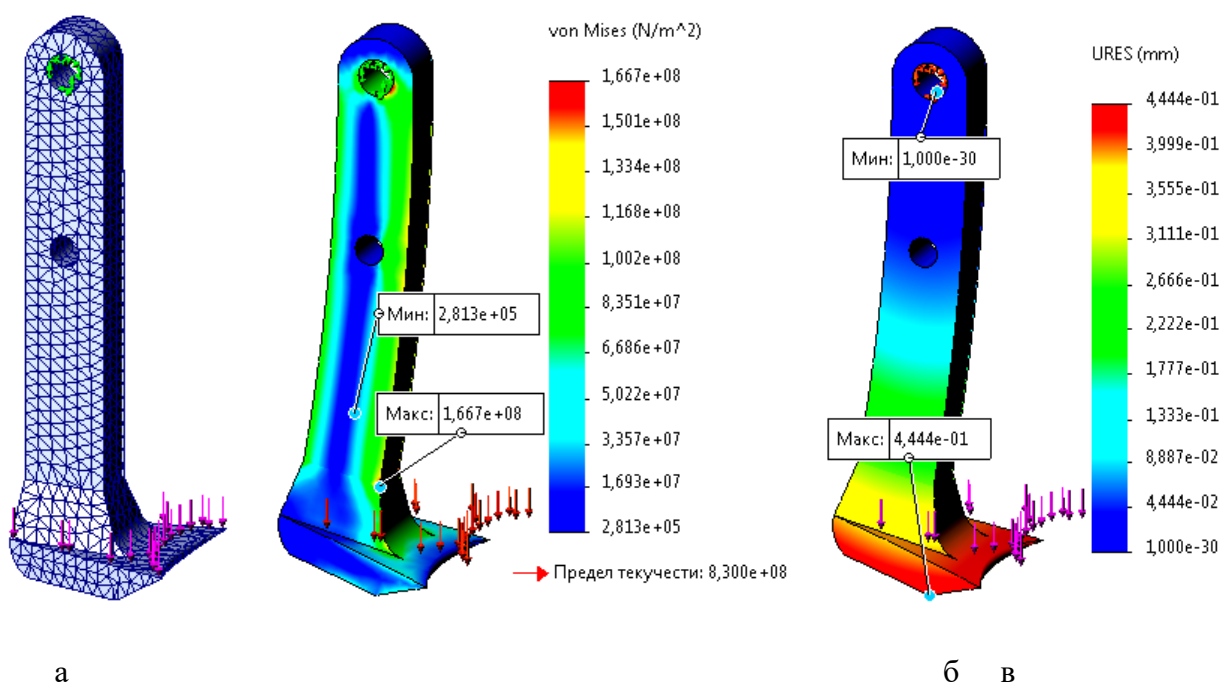 von Mises (N/m^2)
1,667e+08
1,501e+08
1,334e+08
1,168e+08
1,002e+08
8,351e+07
6,686e+07
5,022e+07
3,357e+07
1,693e+07
2,813e+05
Предел текучести: 8,300e+08
Мин: 2,813e+05
Макс: 1,667e+08
URES (mm)
4,444e-01
3,999e-01
3,555e-01
3,111e-01
2,666e-01
2,222e-01
1,777e-01
1,333e-01
8,887e-02
4,444e-02
1,000e-30
Мин: 1,000e-30
Макс: 4,444e-01
а
б в